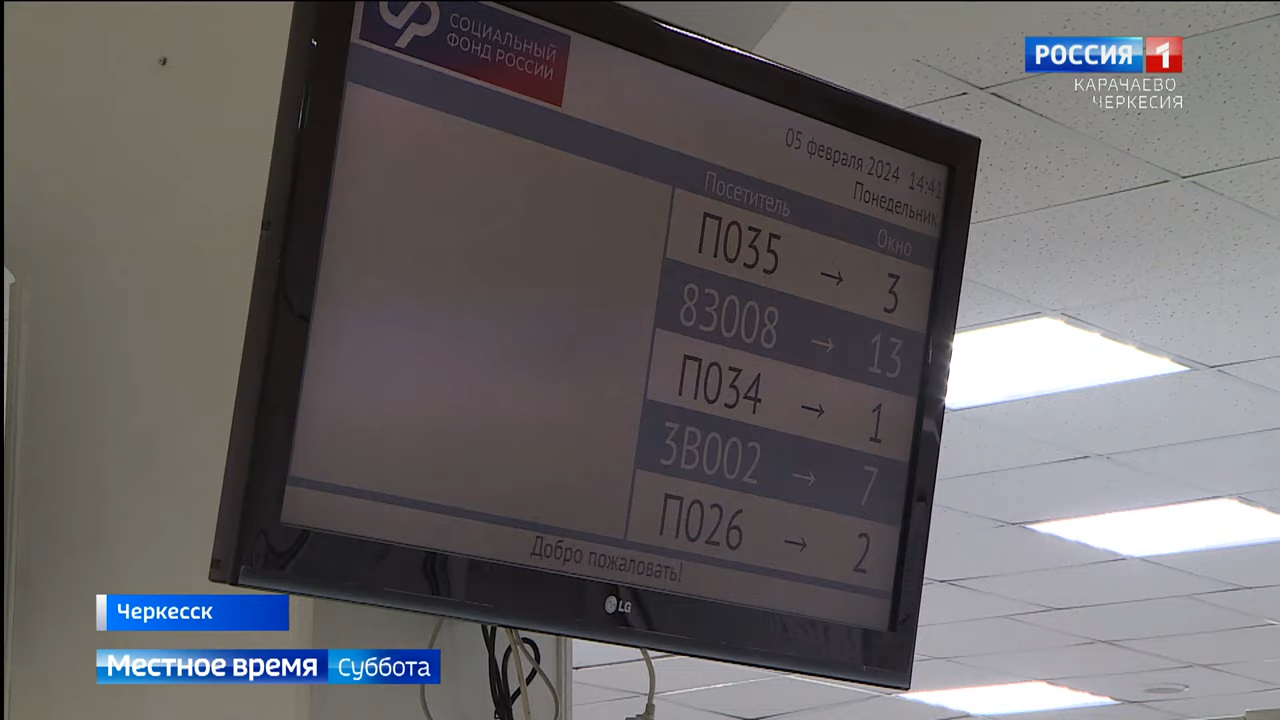 СОЦИАЛЬНЫЙ
ФОНД РОССИИ
РОССИЯ 1
КАРАЧАЕВО
ЧЕРКЕСИЯ
05 февраля 2024 14:41
Понедельник
Посетитель Окно
П035 → 3
83008 → 13
П034 → 1
3В002 → 7
П026 → 2
Добро пожаловать!
LG
Черкесск
Местное время Суббота